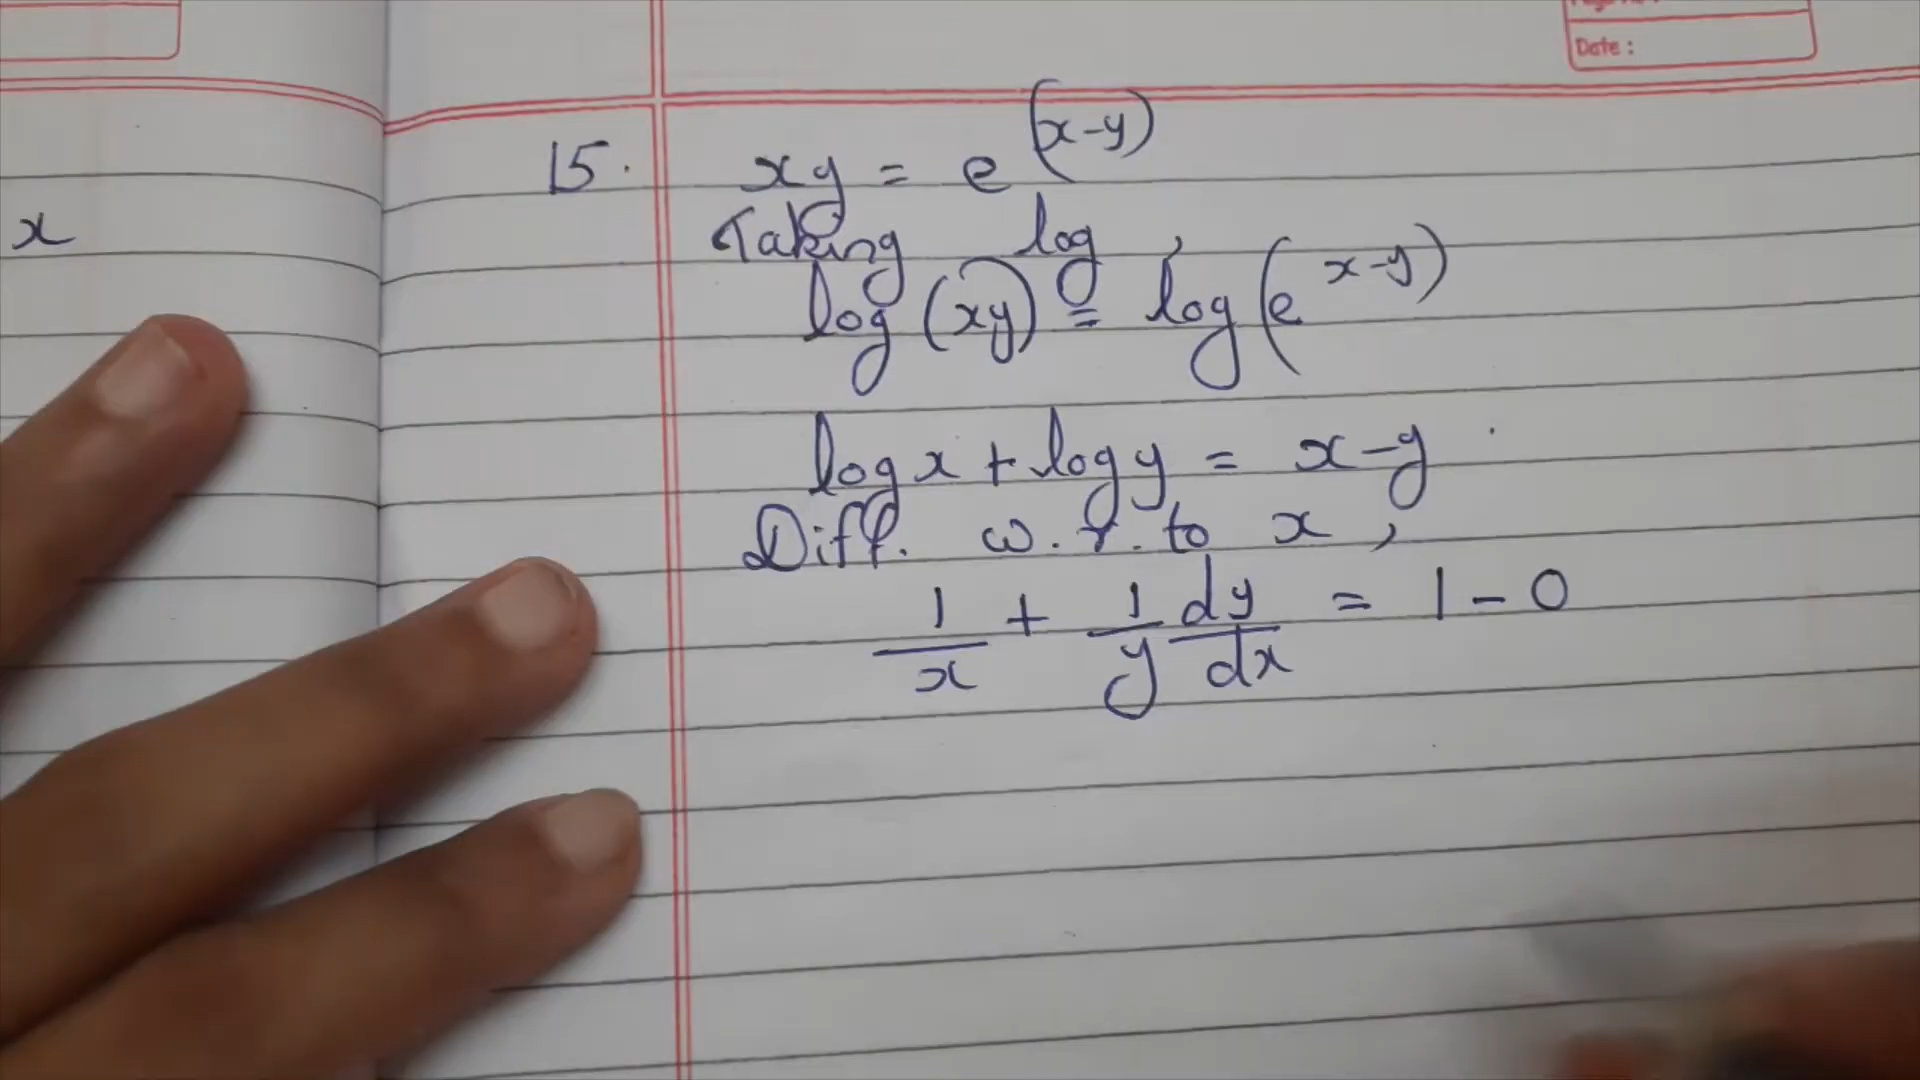 Date :
x
15. xy = e^(x-y)
Taking log,
log (xy) = log (e^x-y)
log x + log y = x - y
Diff. w.r. to x,
1/x + 1/y dy/dx = 1 - 0